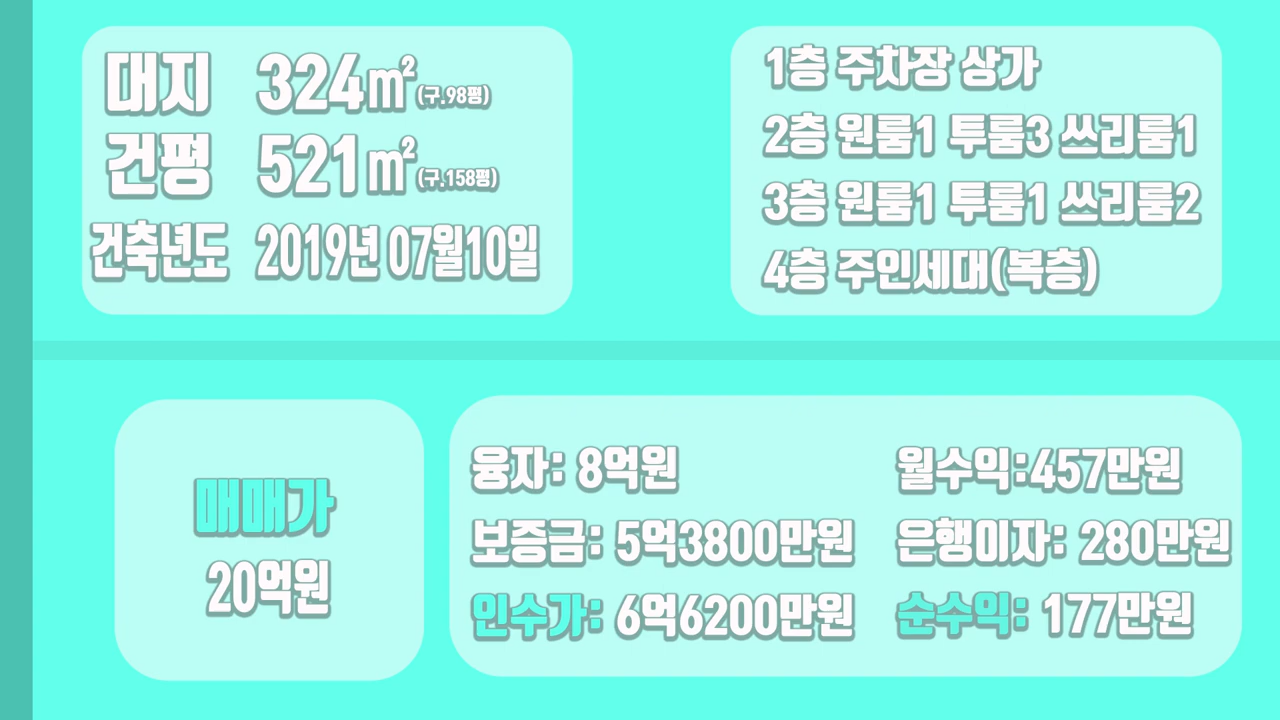 대지 324㎡(구.98평)
건평 521㎡(구.158평)
건축년도 2019년 07월10일
1층 주차장 상가
2층 원룸1 투룸3 쓰리룸1
3층 원룸1 투룸1 쓰리룸2
4층 주인세대(복층)
매매가
20억원
융자: 8억원
보증금: 5억3800만원
인수가: 6억6200만원
월수익:457만원
은행이자: 280만원
순수익: 177만원